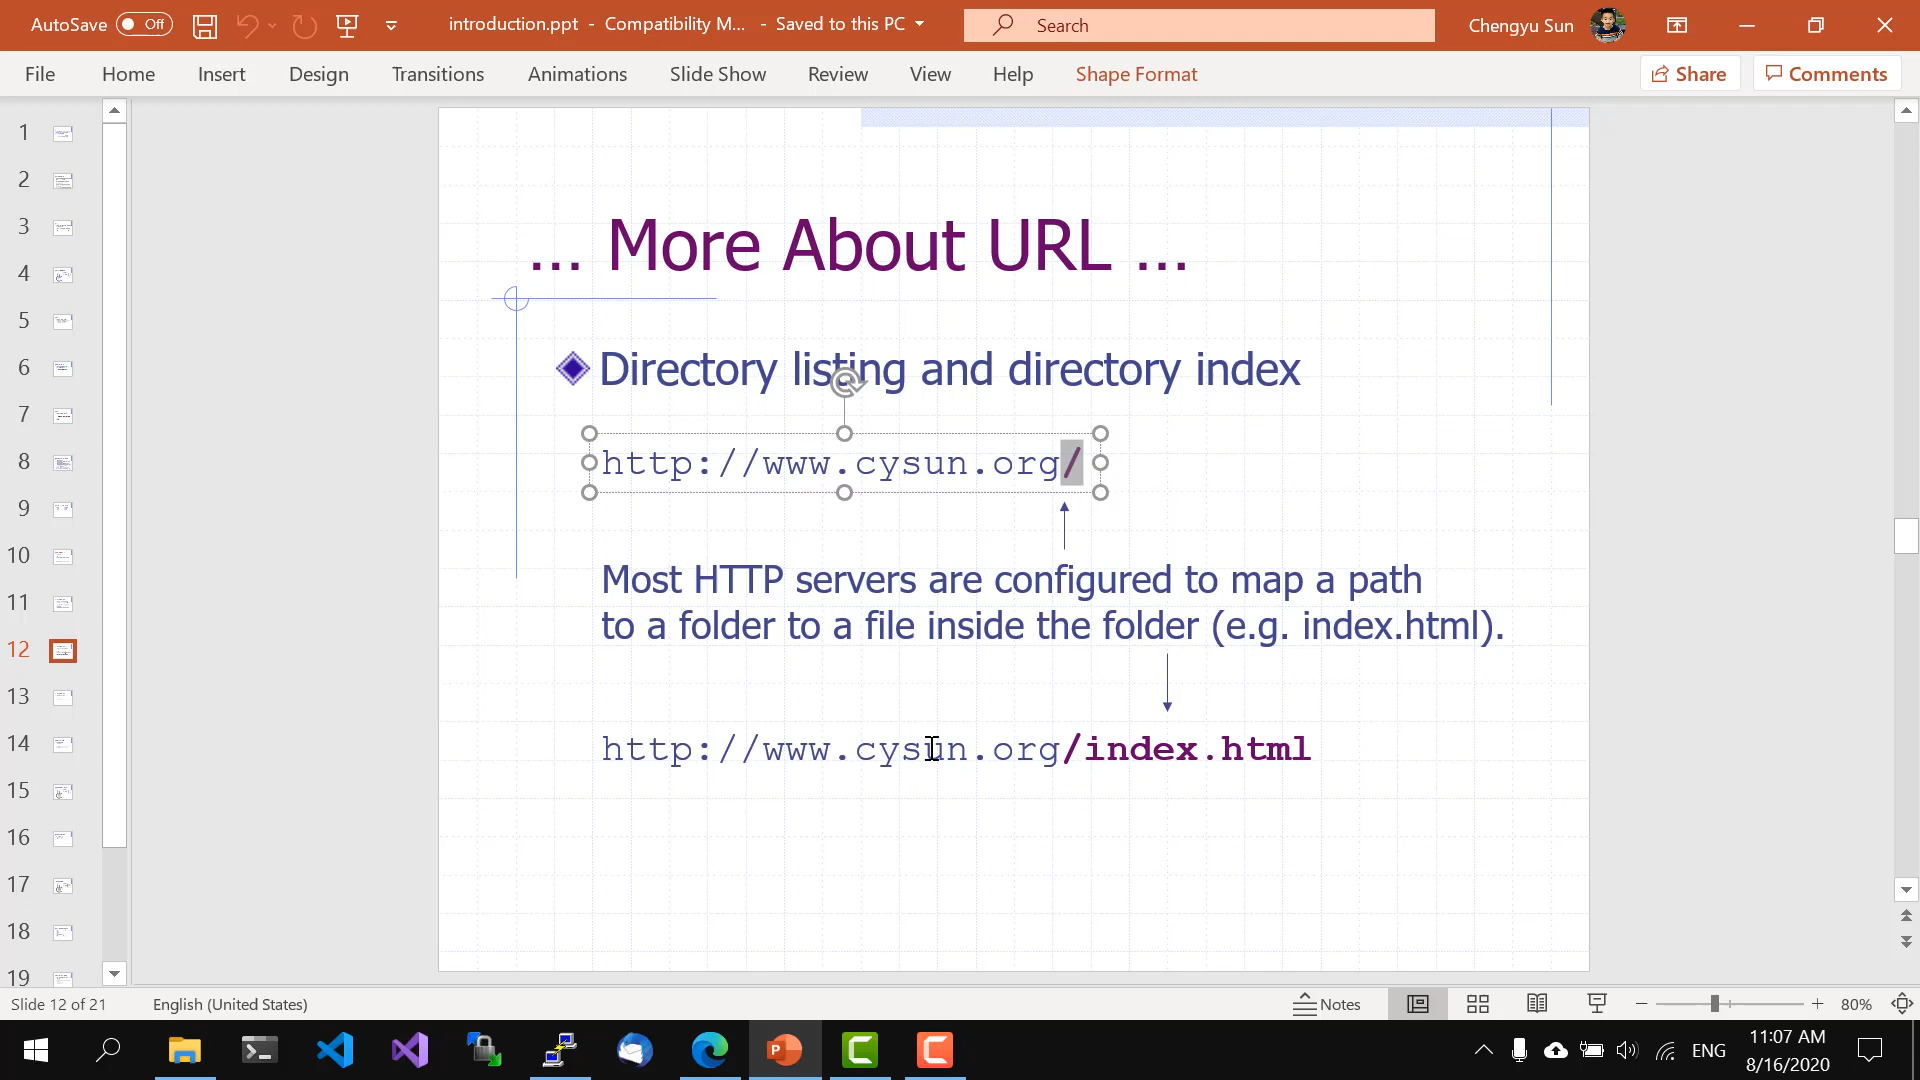 AutoSave Off introduction.ppt - Compatibility M... - Saved to this PC Search Chengyu Sun
File Home Insert Design Transitions Animations Slide Show Review View Help Shape Format Share Comments
1
2
3
4
5
6
7
8
9
10
11
12
13
14
15
16
17
18
19
... More About URL ...
Directory listing and directory index
http://www.cysun.org/
Most HTTP servers are configured to map a path
to a folder to a file inside the folder (e.g. index.html).
http://www.cysun.org/index.html
Slide 12 of 21 English (United States) Notes 80%
ENG
11:07 AM
8/16/2020